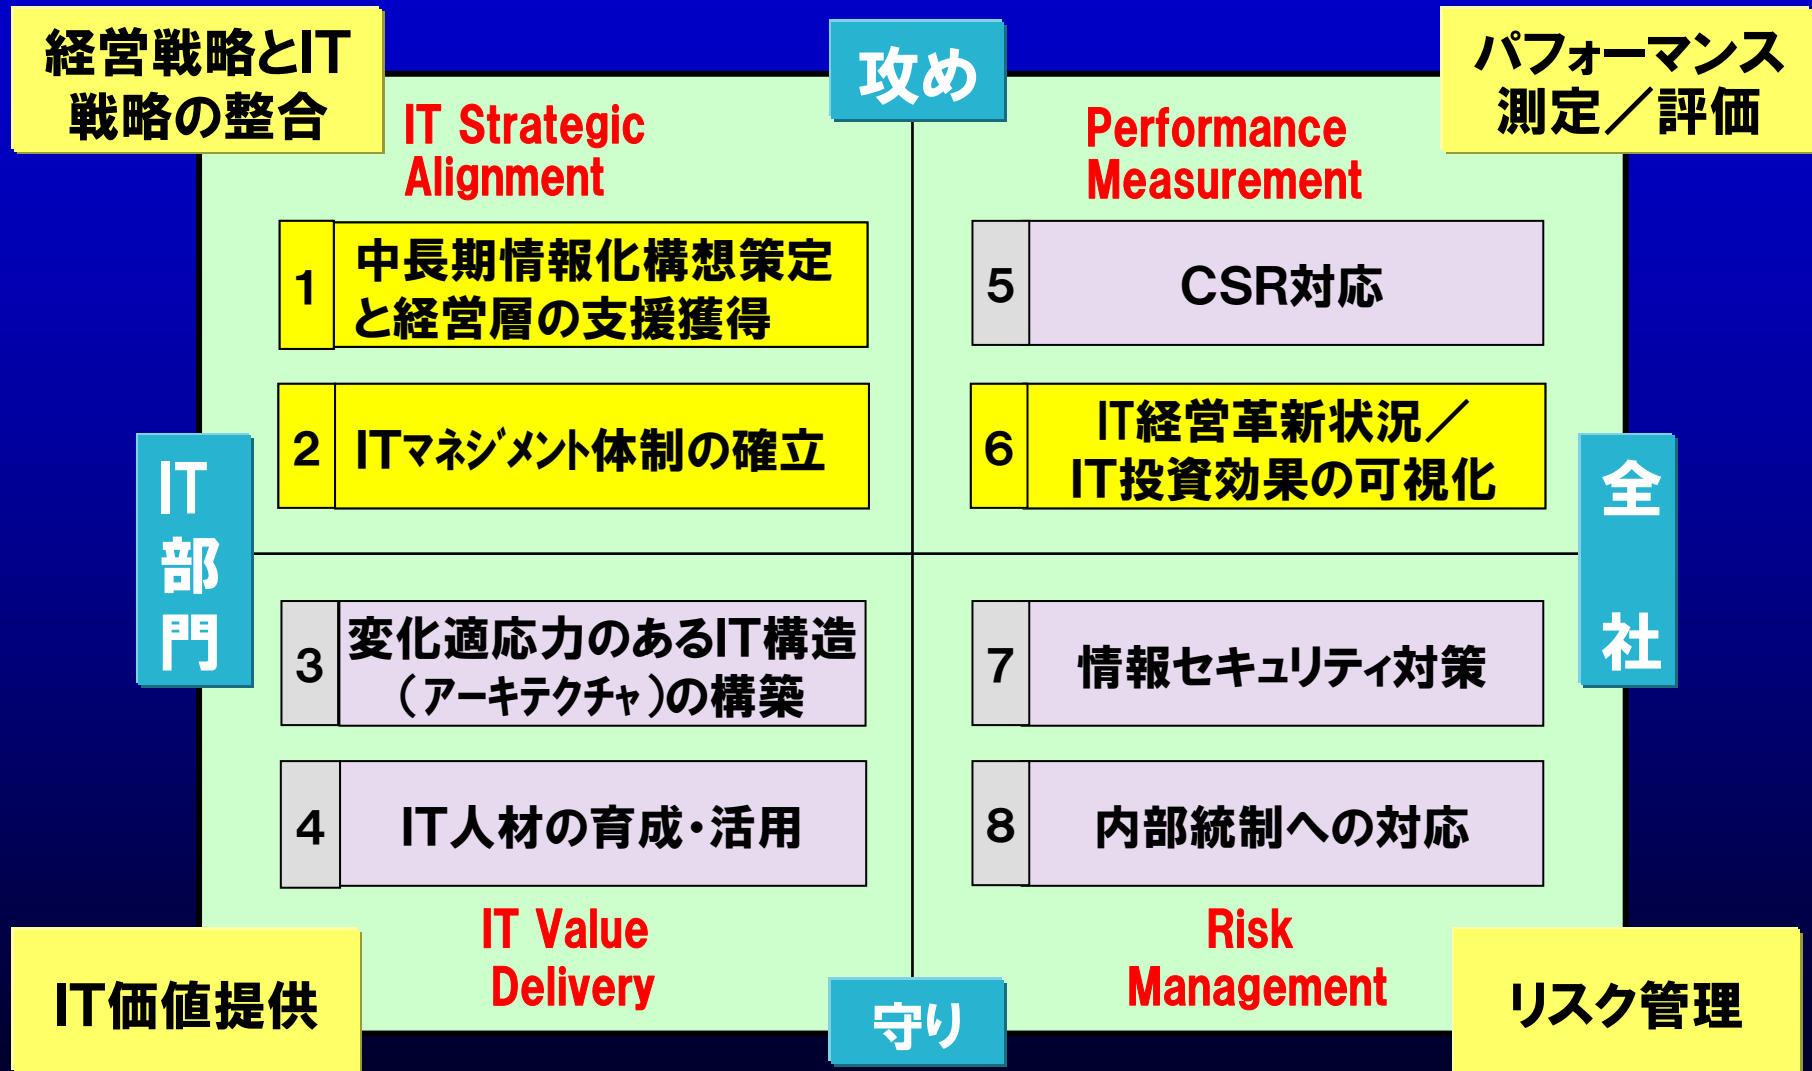 経営戦略とIT
戦略の整合
攻め
パフォーマンス
測定／評価
IT Strategic
Alignment
Performance
Measurement
1
中長期情報化構想策定
と経営層の支援獲得
5
CSR対応
2
ITマネジメント体制の確立
6
IT経営革新状況／
IT投資効果の可視化
IT
部
門
全
社
3
変化適応力のあるIT構造
（アーキテクチャ）の構築
7
情報セキュリティ対策
4
IT人材の育成・活用
8
内部統制への対応
IT Value
Delivery
Risk
Management
IT価値提供
守り
リスク管理